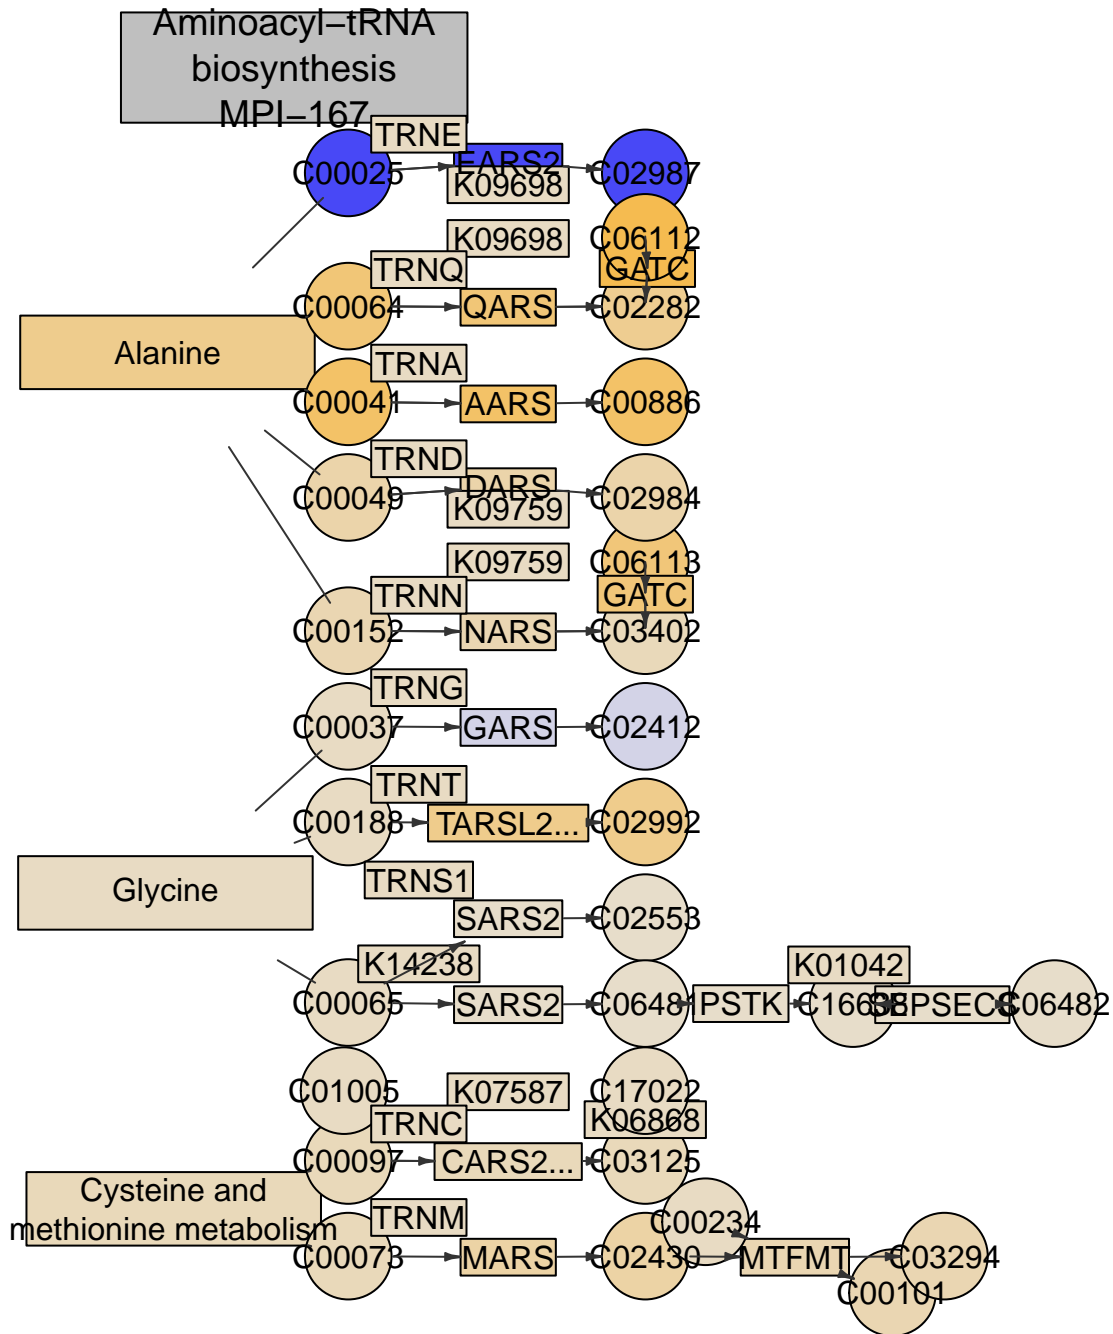 Aminoacyl−tRNA
biosynthesis
MPI−167
TRNE
C00025
EARS2
K09698
C02987
K09698
C06112
TRNQ
GATC
C00064
QARS
C02282
Alanine
TRNA
C00041
AARS
C00886
TRND
C00049
DARS
K09759
C02984
K09759
C06113
TRNN
GATC
C00152
NARS
C03402
TRNG
C00037
GARS
C02412
TRNT
C00188
TARSL2...
C02992
Glycine
TRNS1
SARS2
C02553
K14238
K01042
C00065
SARS2
C06481
PSTK
SEPSECS
C06482
C01005
K07587
C17022
TRNC
K06868
C00097
CARS2...
C03125
Cysteine and
methionine metabolism
TRNM
C00234
C00073
MARS
C02430
MTFMT
C03294
C00101